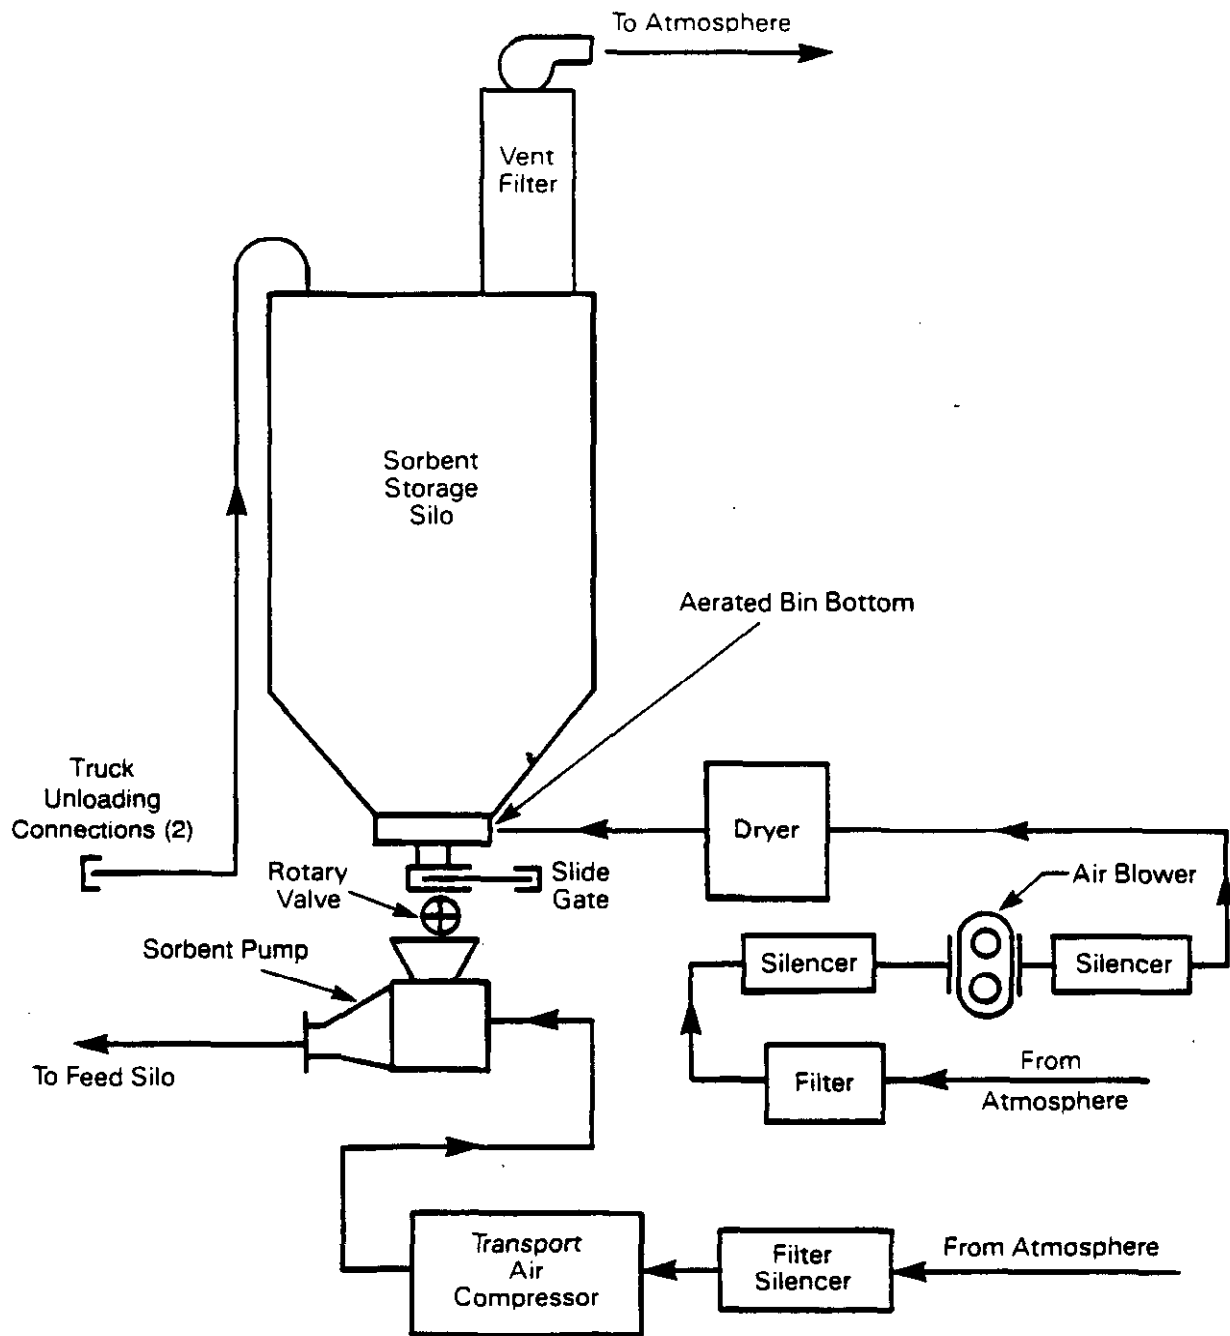 To Atmosphere
Vent
Filter
Sorbent
Storage
Silo
Aerated Bin Bottom
Truck
Unloading
Connections (2)
Dryer
Rotary
Valve
Slide
Gate
Air Blower
Sorbent Pump
Silencer
Silencer
To Feed Silo
Filter
From
Atmosphere
Transport
Air
Compressor
Filter
Silencer
From Atmosphere